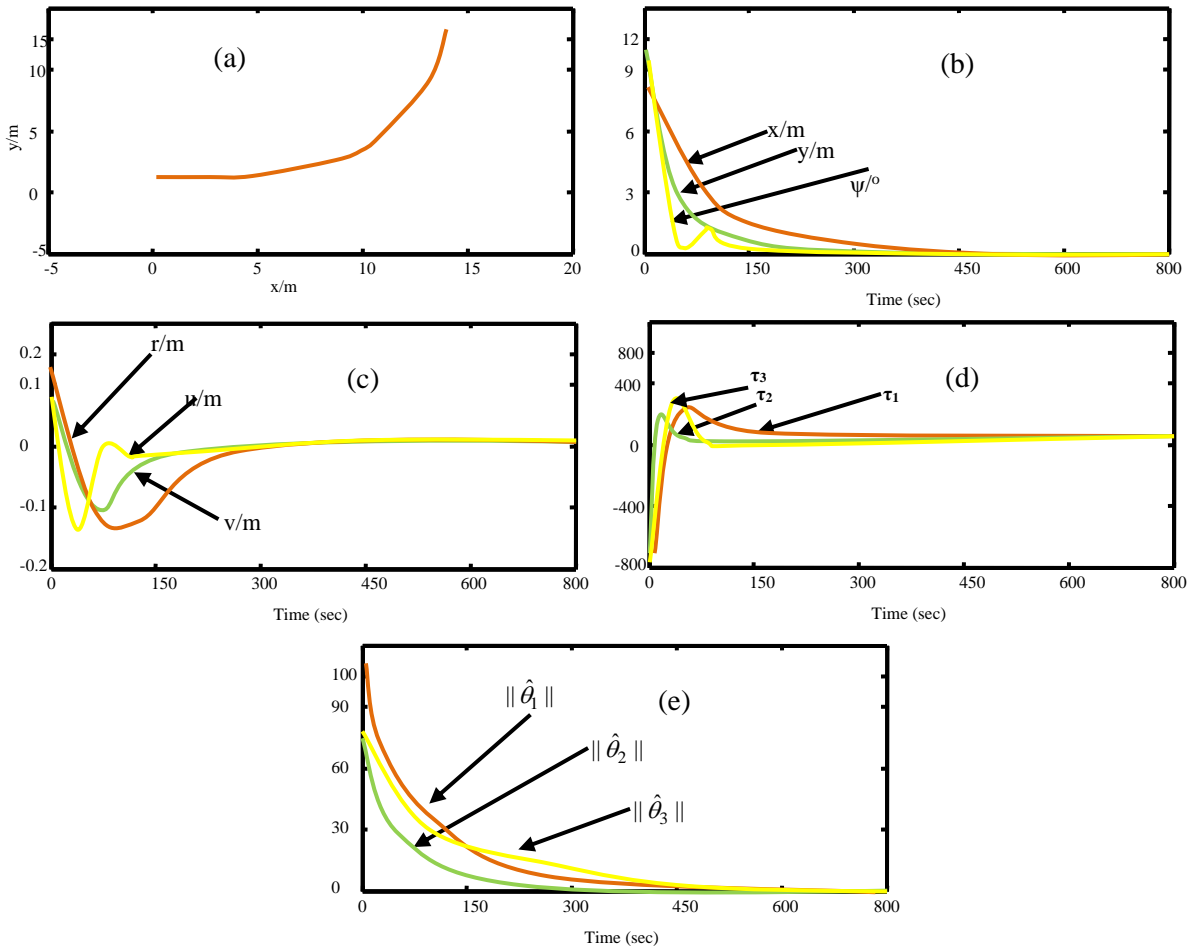 (a)
y/m
15
10
5
0
-5
-5 0 5 10 15 20
x/m
(b)
12
9
6
3
0
x/m
y/m
ψ/o
0 150 300 450 600 800
Time (sec)
(c)
0.2
0.1
0
-0.1
-0.2
r/m
u/m
v/m
0 150 300 450 600 800
Time (sec)
(d)
800
400
0
-400
-800
τ3
τ2
τ1
0 150 300 450 600 800
Time (sec)
(e)
100
90
60
30
0
|| θ̂1 ||
|| θ̂2 ||
|| θ̂3 ||
0 150 300 450 600 800
Time (sec)